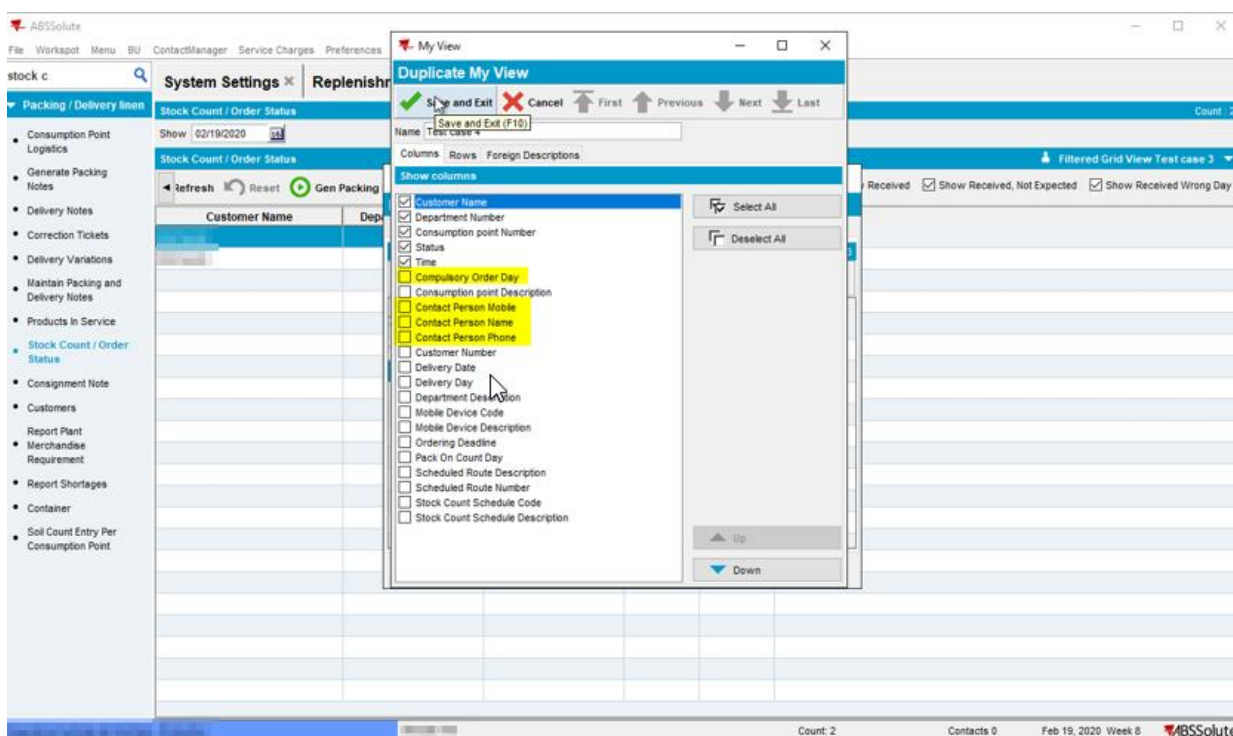 ABSSolute
File Workspot Menu BU ContactManager Service Charges Preferences
stock c
System Settings × Replenishm
Packing / Delivery linen
Consumption Point
Logistics
Generate Packing
Notes
Delivery Notes
Correction Tickets
Delivery Variations
Maintain Packing and
Delivery Notes
Products In Service
Stock Count / Order
Status
Consignment Note
Customers
Report Plant
Merchandise
Requirement
Report Shortages
Container
Soil Count Entry Per
Consumption Point
Stock Count / Order Status
Count : 2
Show 02/19/2020
Stock Count / Order Status
Filtered Grid View Test case 3
Refresh Reset Gen Packing
Received Show Received, Not Expected Show Received Wrong Day
Customer Name Dep
My View
Duplicate My View
Save and Exit Cancel First Previous Next Last
Save and Exit (F10)
Name Test case 4
Columns Rows Foreign Descriptions
Show columns
Customer Name
Department Number
Consumption point Number
Status
Time
Compulsory Order Day
Consumption point Description
Contact Person Mobile
Contact Person Name
Contact Person Phone
Customer Number
Delivery Date
Delivery Day
Department Description
Mobile Device Code
Mobile Device Description
Ordering Deadline
Pack On Count Day
Scheduled Route Description
Scheduled Route Number
Stock Count Schedule Code
Stock Count Schedule Description
Select All
Deselect All
Up
Down
Count: 2 Contacts 0 Feb 19, 2020 Week 8 ABSSolute